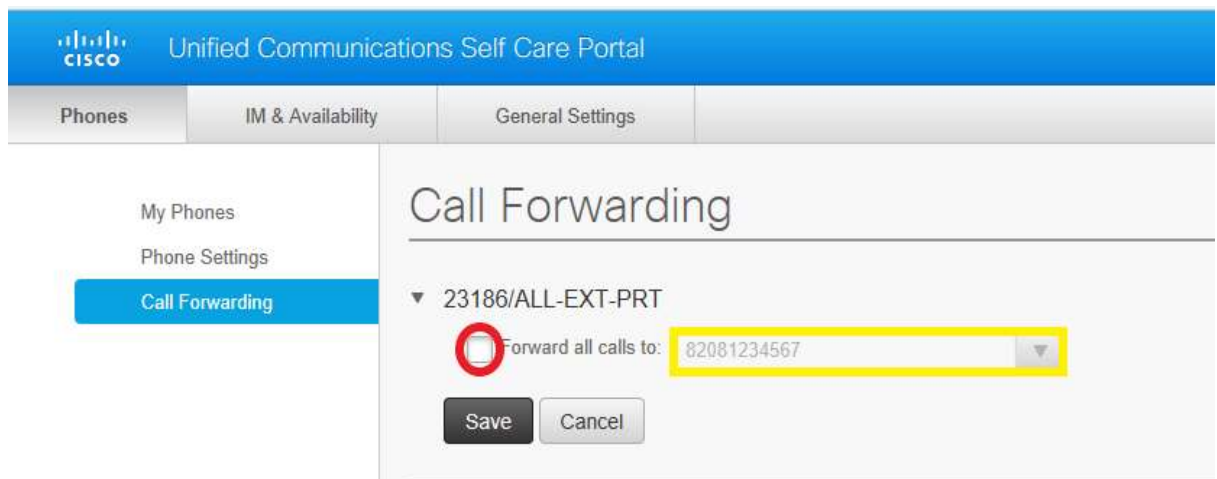 cisco Unified Communications Self Care Portal
Phones IM & Availability General Settings
My Phones
Phone Settings
Call Forwarding
Call Forwarding
23186/ALL-EXT-PRT
Forward all calls to: 82081234567
Save Cancel